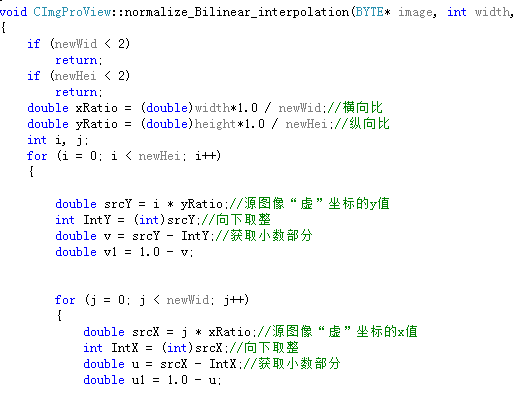 void CImgProView::normalize_Bilinear_interpolation(BYTE* image, int width,
{
if (newWid < 2)
return;
if (newHei < 2)
return;
double xRatio = (double)width*1.0 / newWid;//横向比
double yRatio = (double)height*1.0 / newHei;//纵向比
int i, j;
for (i = 0; i < newHei; i++)
{
double srcY = i * yRatio;//源图像“虚”坐标的y值
int IntY = (int)srcY;//向下取整
double v = srcY - IntY;//获取小数部分
double v1 = 1.0 - v;
for (j = 0; j < newWid; j++)
{
double srcX = j * xRatio;//源图像“虚”坐标的x值
int IntX = (int)srcX;//向下取整
double u = srcX - IntX;//获取小数部分
double u1 = 1.0 - u;